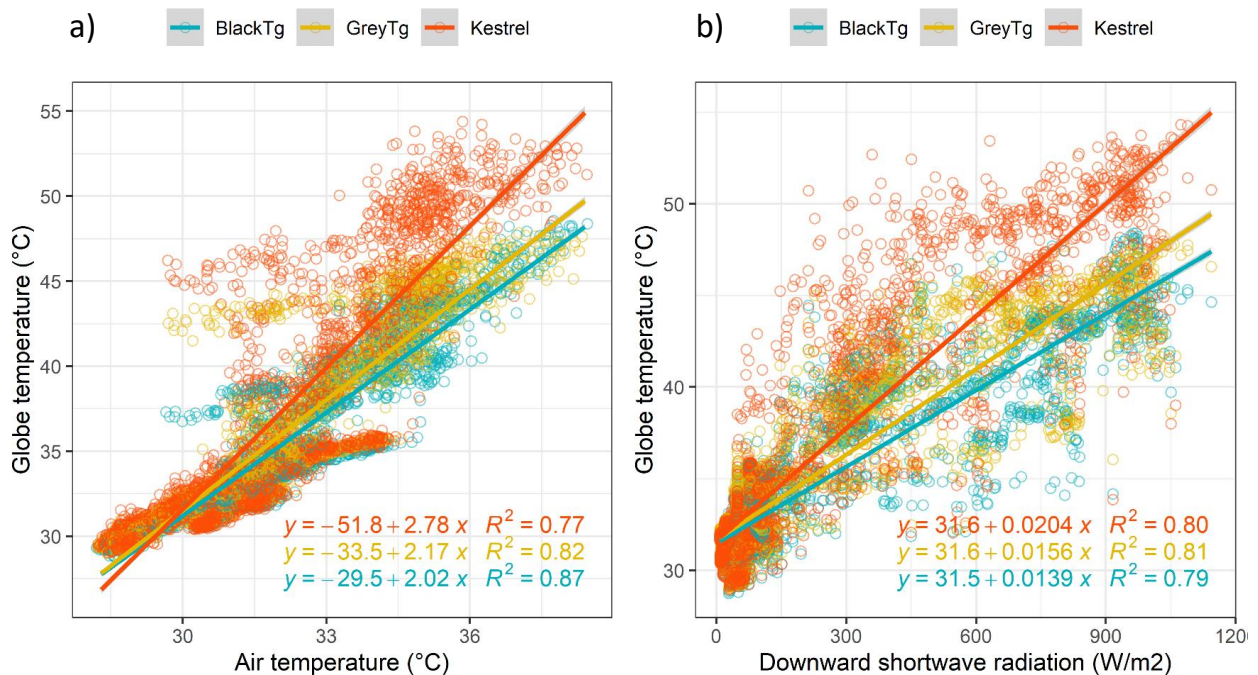 a)
BlackTg GreyTg Kestrel
Globe temperature (°C)
55
50
45
40
35
30
y = −51.8 + 2.78 x R² = 0.77
y = −33.5 + 2.17 x R² = 0.82
y = −29.5 + 2.02 x R² = 0.87
30 33 36
Air temperature (°C)
b)
BlackTg GreyTg Kestrel
Globe temperature (°C)
50
40
30
y = 31.6 + 0.0204 x R² = 0.80
y = 31.6 + 0.0156 x R² = 0.81
y = 31.5 + 0.0139 x R² = 0.79
0 300 600 900 120
Downward shortwave radiation (W/m2)